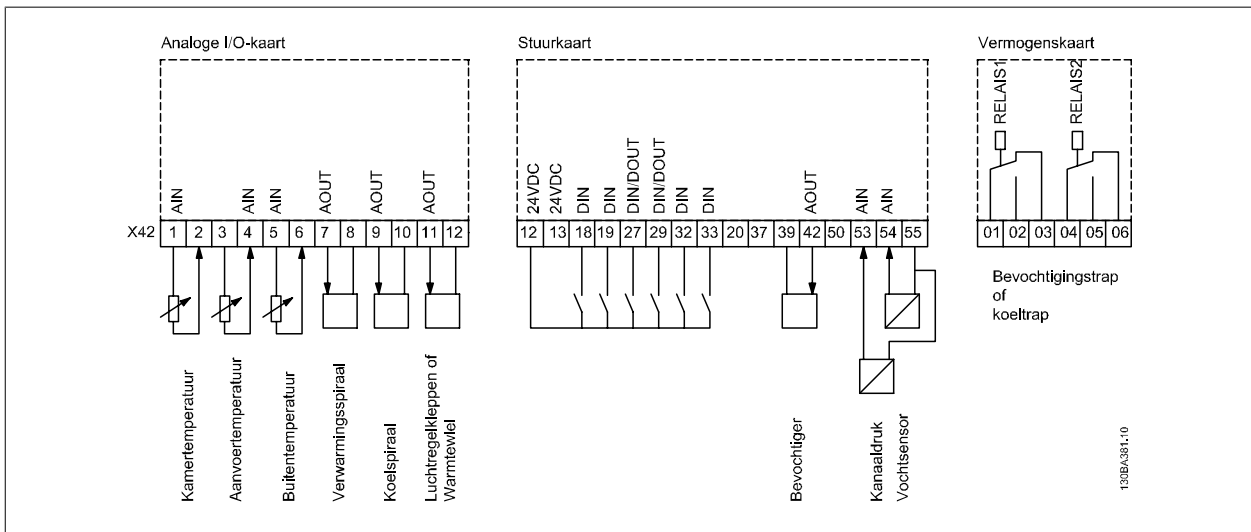 Analoge I/O-kaart
Stuurkaart
Vermogenskaart
AIN
AIN
AIN
AOUT
AOUT
AOUT
24VDC
24VDC
DIN
DIN
DIN/DOUT
DIN/DOUT
DIN
DIN
AOUT
AIN
AIN
RELAIS1
RELAIS2
X42 1 2 3 4 5 6 7 8 9 10 11 12
12 13 18 19 27 29 32 33 20 37 39 42 50 53 54 55
01 02 03 04 05 06
Bevochtigingstrap
of
koeltrap
Kamertemperatuur
Aanvoertemperatuur
Buitentemperatuur
Verwarmingsspiraal
Koelspiraal
Luchtregelkleppen of
Warmtewlel
Bevochtiger
Kanaaldruk
Vochtsensor
130BA381.10